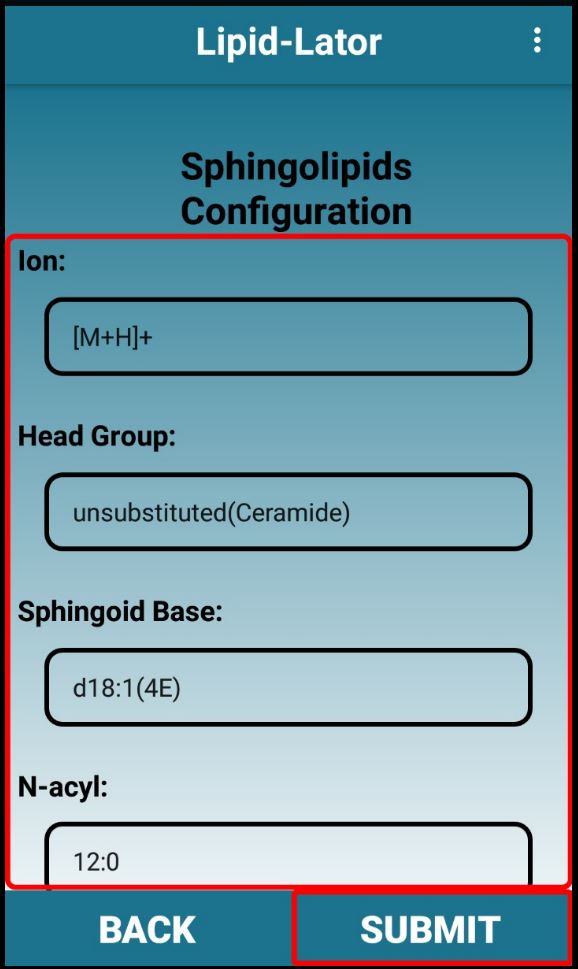 Lipid-Lator
Sphingolipids
Configuration
Ion:
[M+H]+
Head Group:
unsubstituted(Ceramide)
Sphingoid Base:
d18:1(4E)
N-acyl:
12:0
BACK SUBMIT